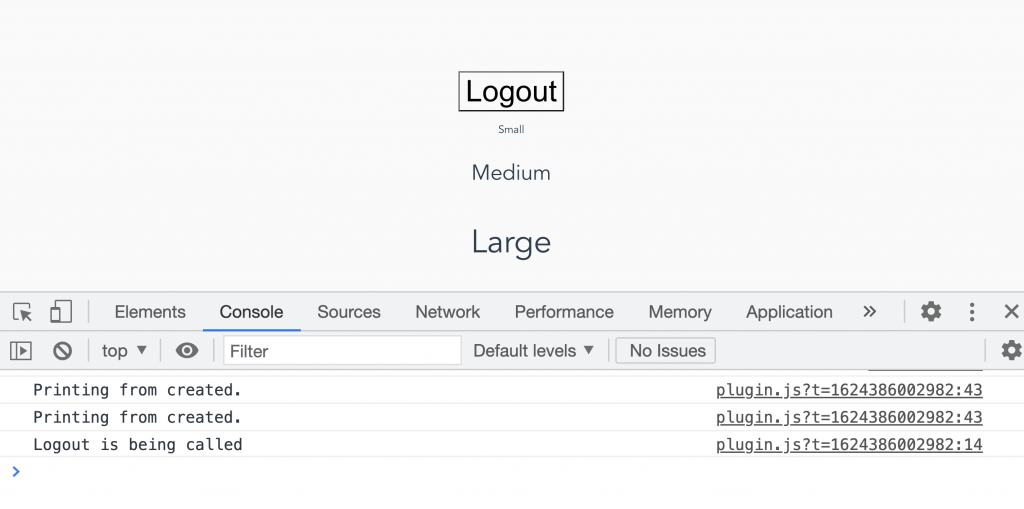 Logout
Small
Medium
Large
Elements Console Sources Network Performance Memory Application »
top ▼ Filter Default levels ▼ No Issues
Printing from created. plugin.js?t=1624386002982:43
Printing from created. plugin.js?t=1624386002982:43
Logout is being called plugin.js?t=1624386002982:14
>